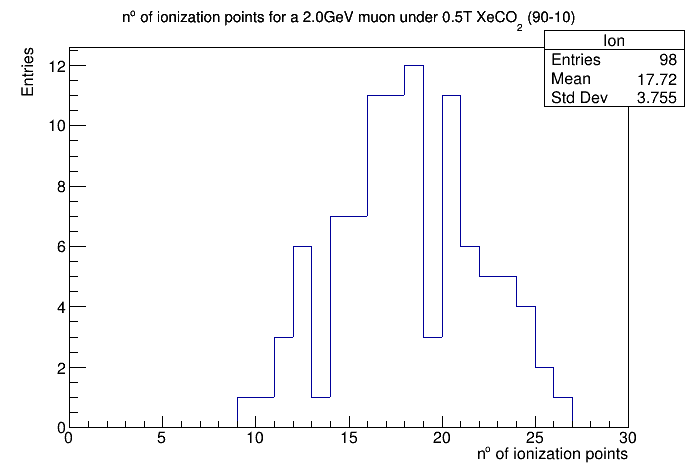 nº of ionization points for a 2.0GeV muon under 0.5T XeCO₂ (90-10)
Ion
Entries 98
Mean 17.72
Std Dev 3.755
Entries
12
10
8
6
4
2
0
0 5 10 15 20 25 30
nº of ionization points